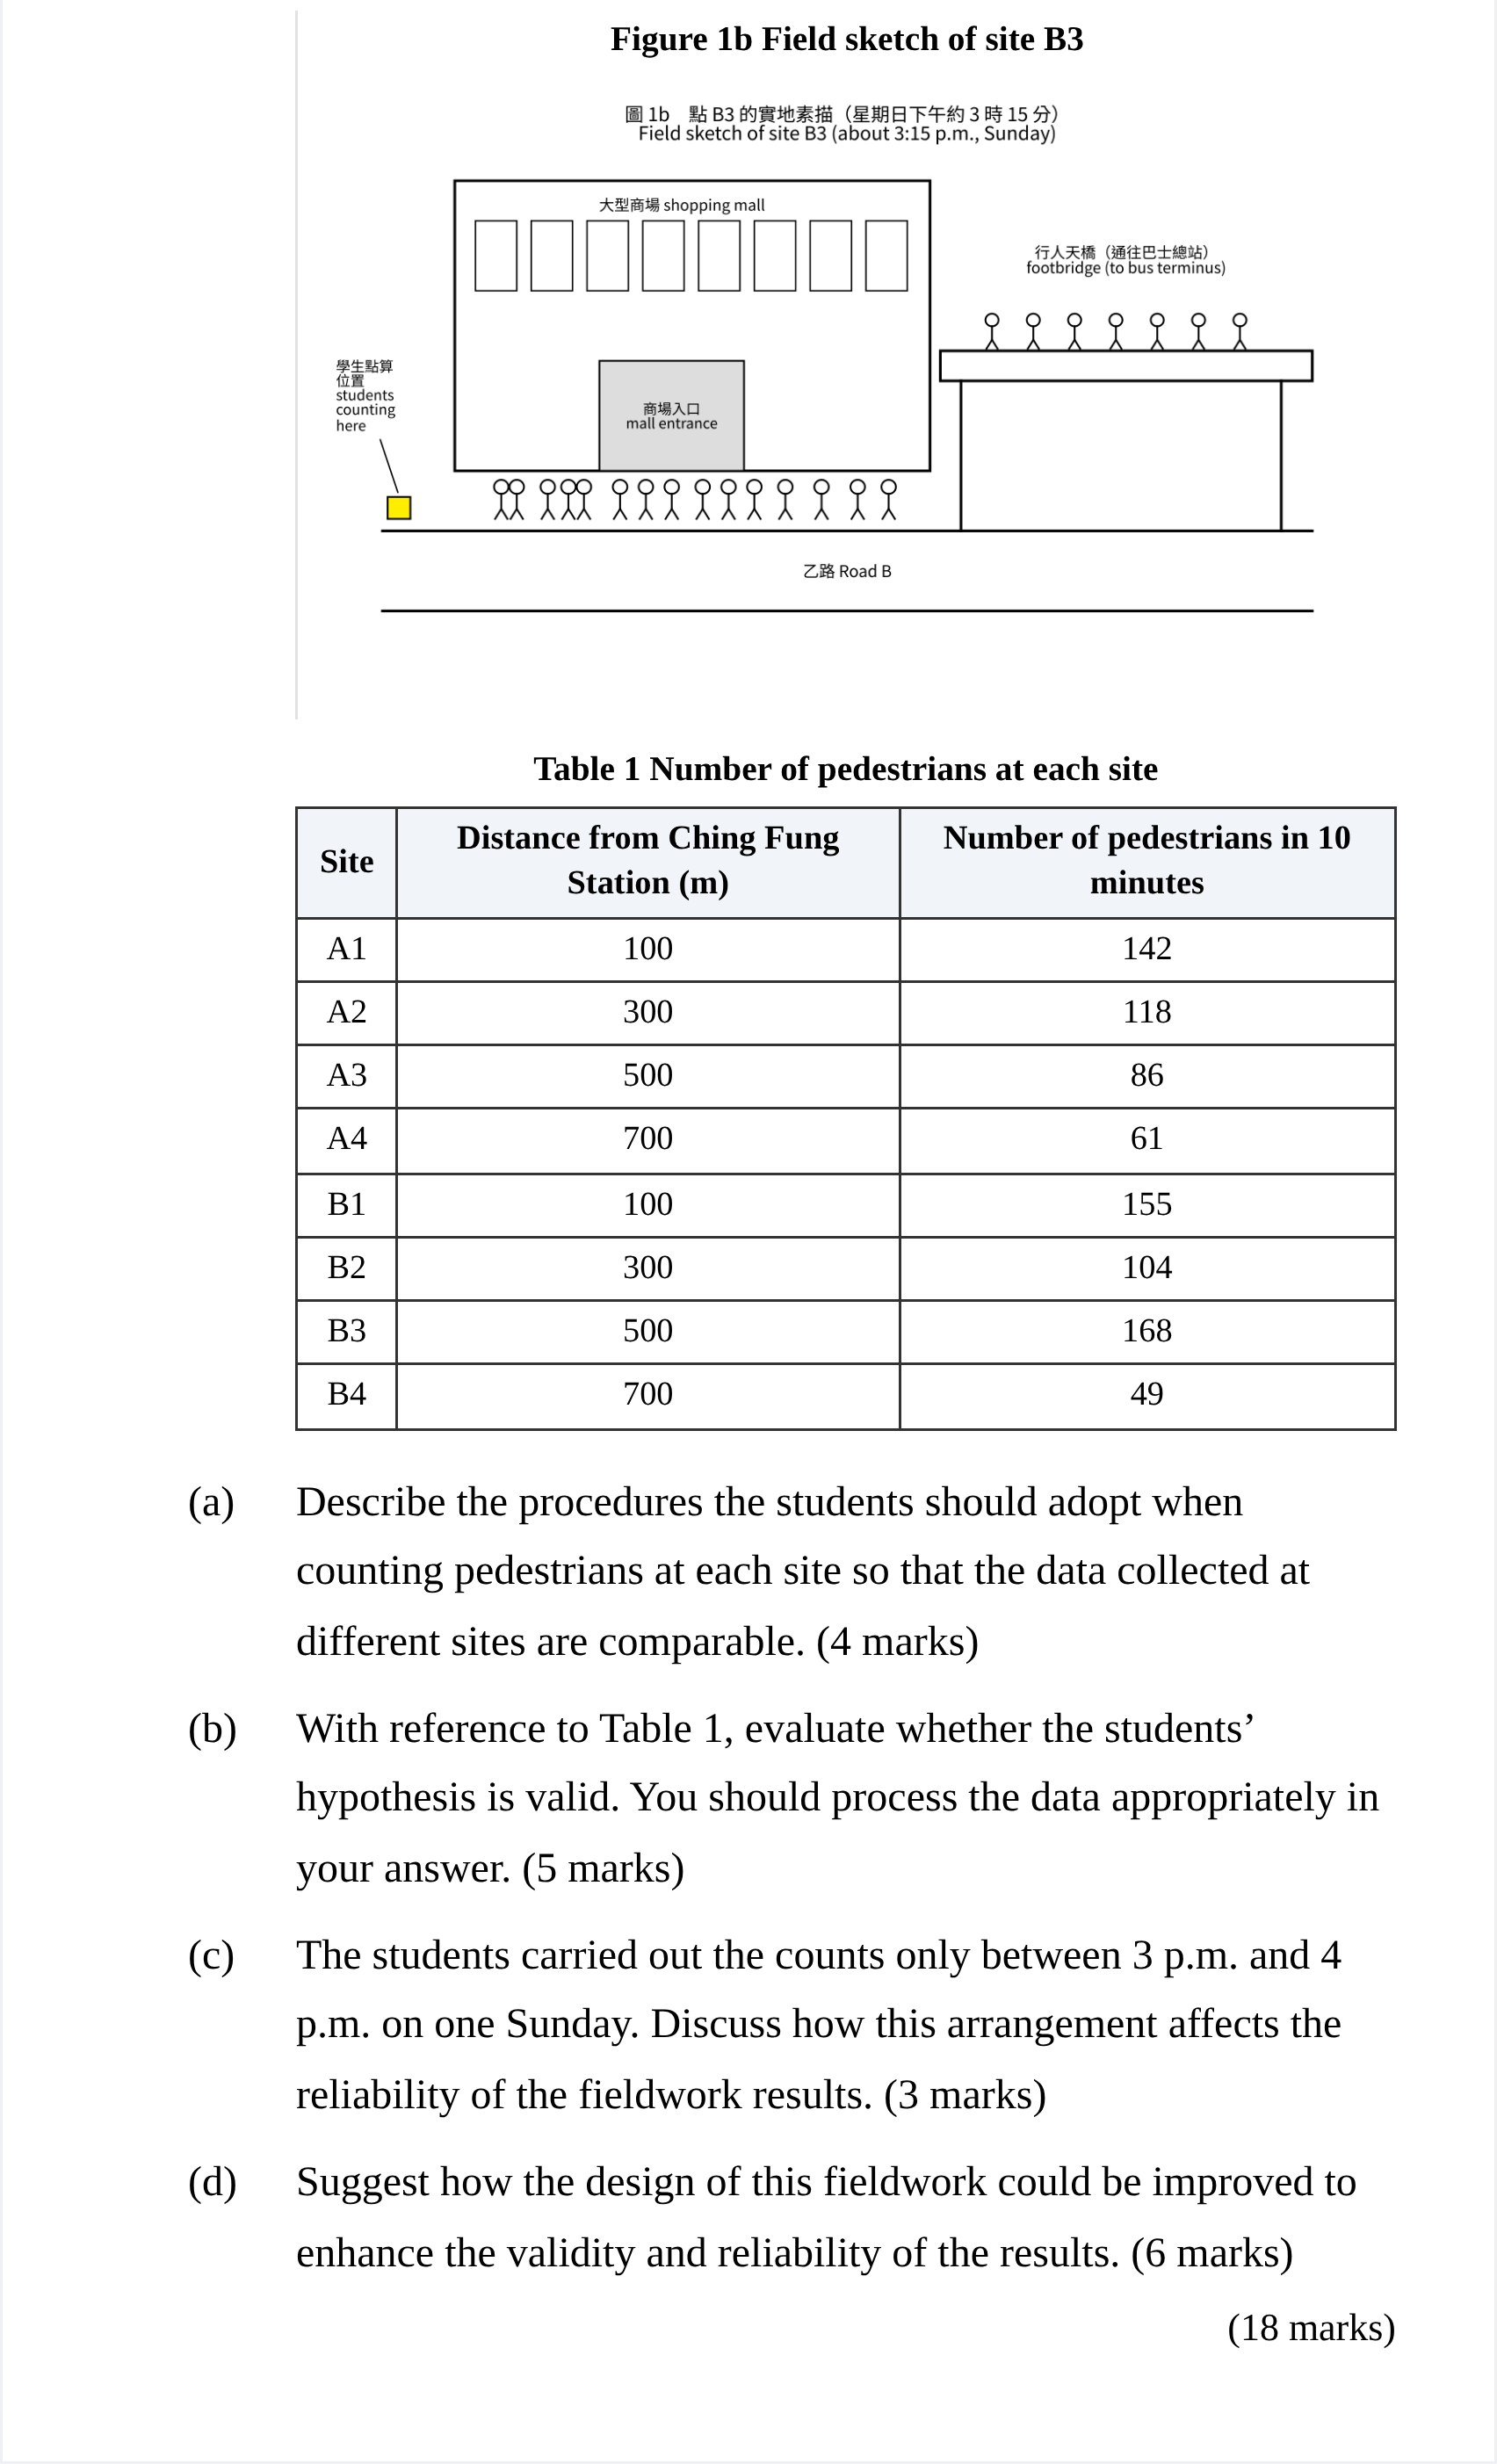 Figure 1b Field sketch of site B3
圖 1b 點 B3 的實地素描（星期日下午約 3 時 15 分）
Field sketch of site B3 (about 3:15 p.m., Sunday)
大型商場 shopping mall
行人天橋（通往巴士總站）
footbridge (to bus terminus)
學生點算
位置
students
counting
here
商場入口
mall entrance
乙路 Road B
Table 1 Number of pedestrians at each site
Site
Distance from Ching Fung
Station (m)
Number of pedestrians in 10
minutes
A1 100 142
A2 300 118
A3 500 86
A4 700 61
B1 100 155
B2 300 104
B3 500 168
B4 700 49
(a) Describe the procedures the students should adopt when
counting pedestrians at each site so that the data collected at
different sites are comparable. (4 marks)
(b) With reference to Table 1, evaluate whether the students’
hypothesis is valid. You should process the data appropriately in
your answer. (5 marks)
(c) The students carried out the counts only between 3 p.m. and 4
p.m. on one Sunday. Discuss how this arrangement affects the
reliability of the fieldwork results. (3 marks)
(d) Suggest how the design of this fieldwork could be improved to
enhance the validity and reliability of the results. (6 marks)
(18 marks)